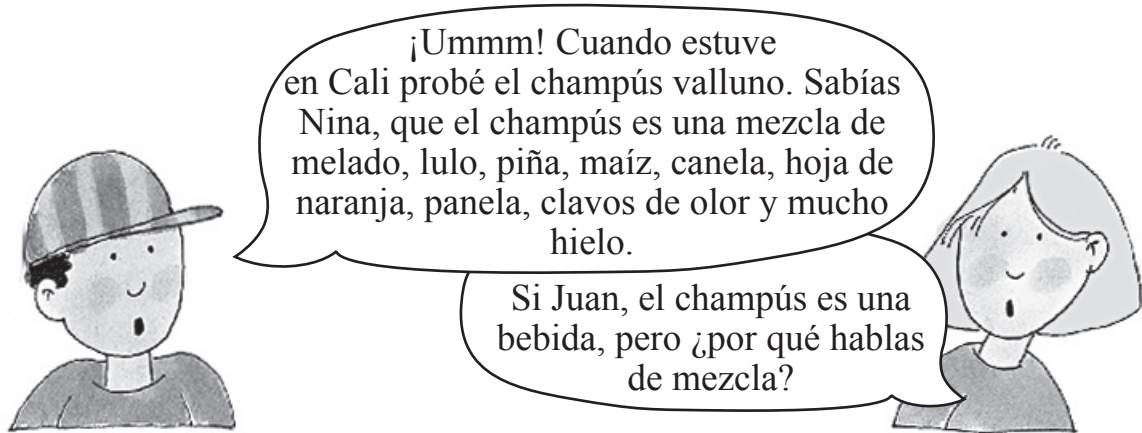 ¡Ummm! Cuando estuve
en Cali probé el champús valluno. Sabías
Nina, que el champús es una mezcla de
melado, lulo, piña, maíz, canela, hoja de
naranja, panela, clavos de olor y mucho
hielo.
Si Juan, el champús es una
bebida, pero ¿por qué hablas
de mezcla?